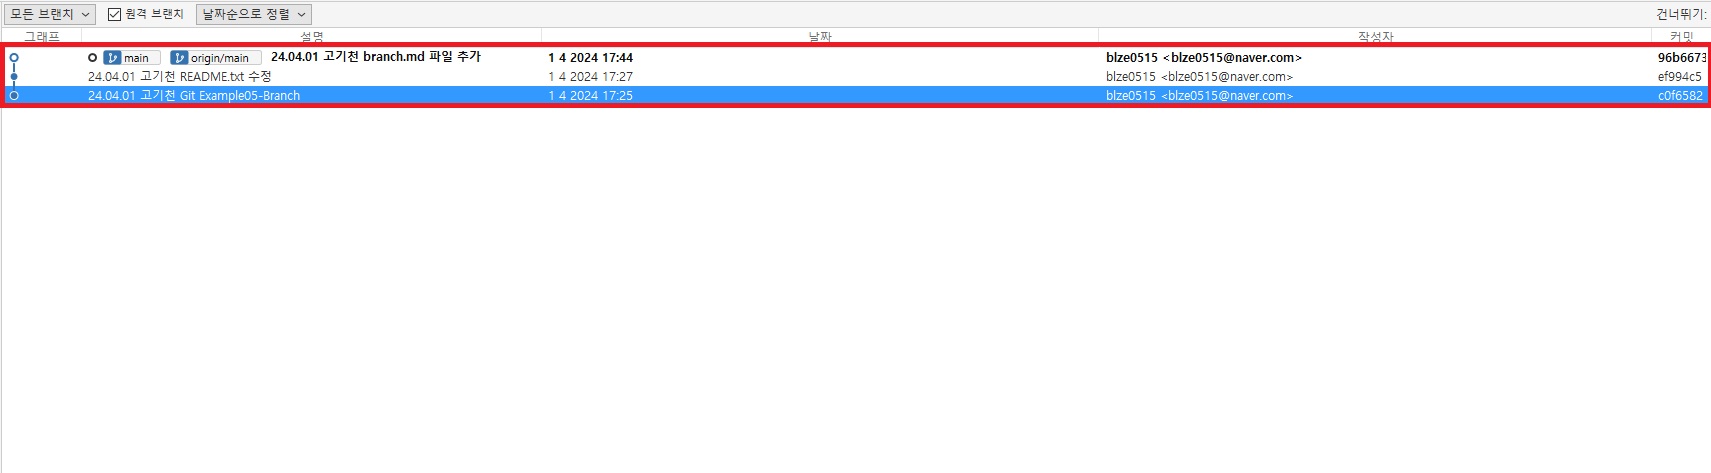 모든 브랜치 원격 브랜치 날짜순으로 정렬 건너뛰기:
그래프 설명 날짜 작성자 커밋
main origin/main 24.04.01 고기천 branch.md 파일 추가 1 4 2024 17:44 blze0515 <blze0515@naver.com> 96b6673
24.04.01 고기천 README.txt 수정 1 4 2024 17:27 blze0515 <blze0515@naver.com> ef994c5
24.04.01 고기천 Git Example05-Branch 1 4 2024 17:25 blze0515 <blze0515@naver.com> c0f6582